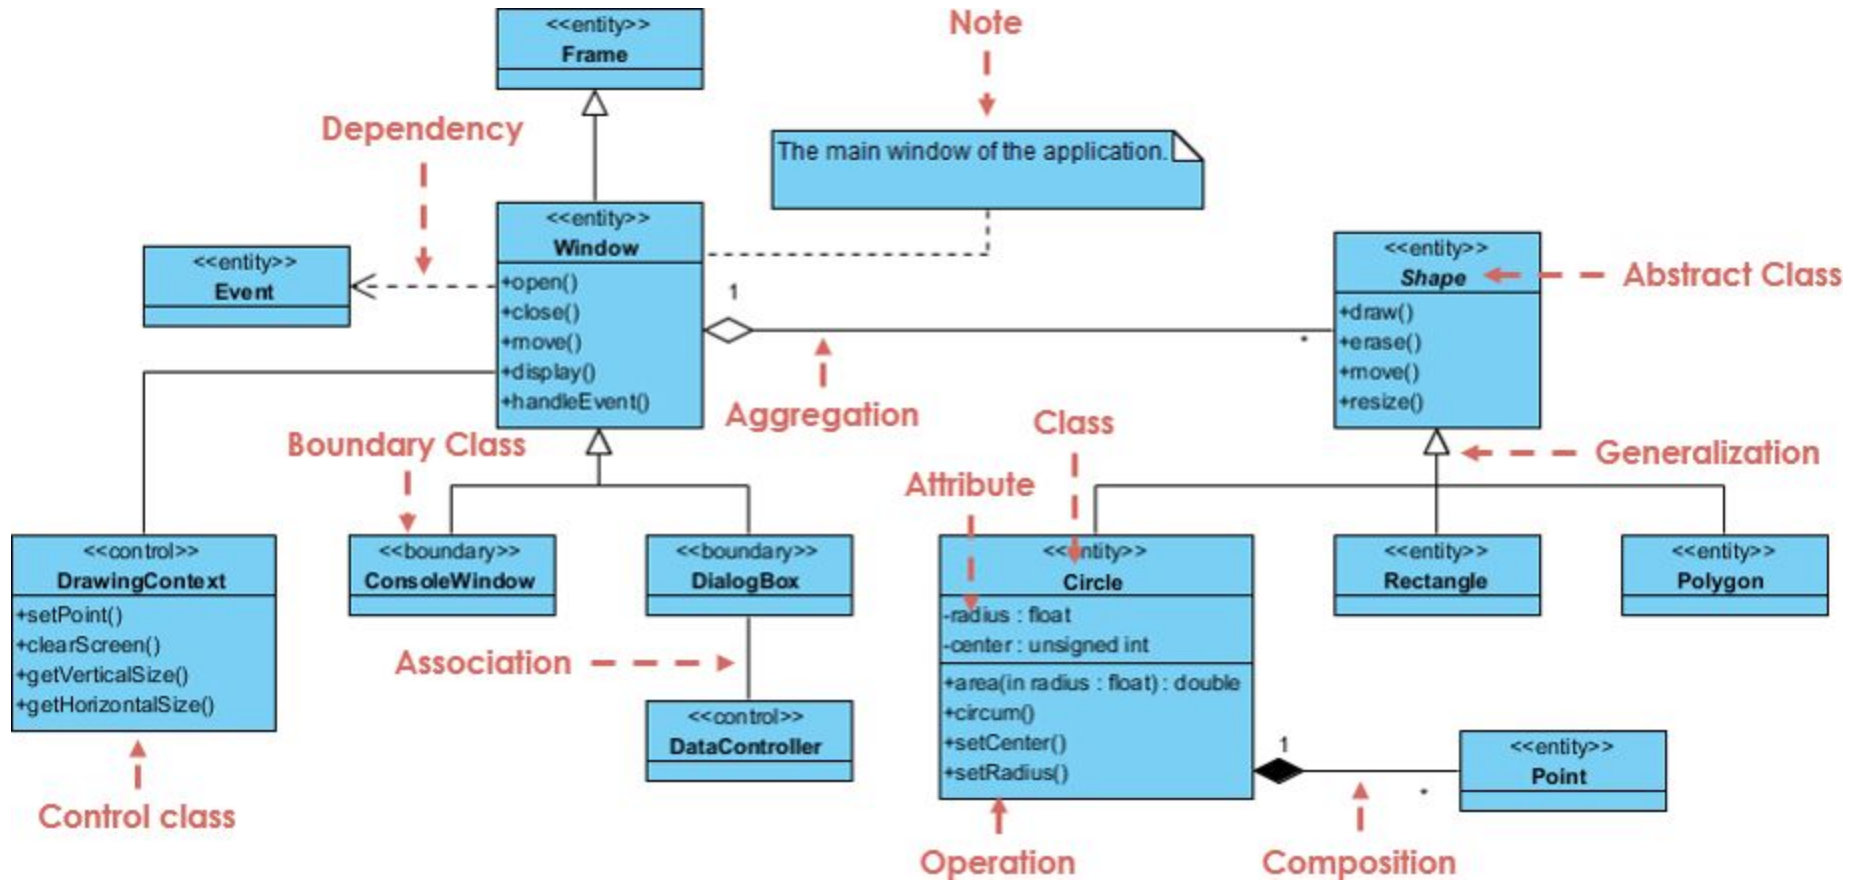 <<entity>>
Frame
Note
Dependency
The main window of the application.
<<entity>>
Window
+open()
+close()
+move()
+display()
+handleEvent()
<<entity>>
Event
1
*
<<entity>>
Shape
+draw()
+erase()
+move()
+resize()
Abstract Class
Aggregation
Class
Boundary Class
Attribute
Generalization
<<control>>
DrawingContext
+setPoint()
+clearScreen()
+getVerticalSize()
+getHorizontalSize()
<<boundary>>
ConsoleWindow
<<boundary>>
DialogBox
<<entity>>
Circle
-radius : float
-center : unsigned int
+area(in radius : float) : double
+circum()
+setCenter()
+setRadius()
<<entity>>
Rectangle
<<entity>>
Polygon
Association
<<control>>
DataController
1
*
<<entity>>
Point
Control class
Operation
Composition